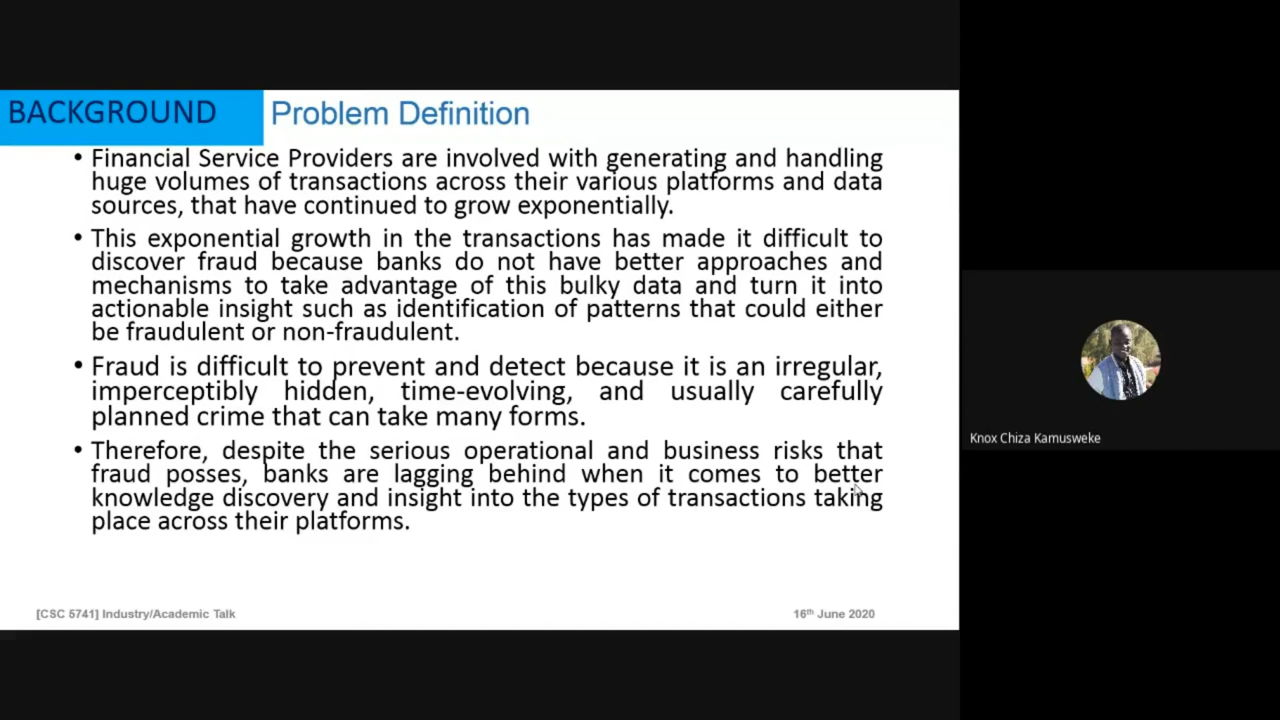 BACKGROUND Problem Definition
• Financial Service Providers are involved with generating and handling
huge volumes of transactions across their various platforms and data
sources, that have continued to grow exponentially.
• This exponential growth in the transactions has made it difficult to
discover fraud because banks do not have better approaches and
mechanisms to take advantage of this bulky data and turn it into
actionable insight such as identification of patterns that could either
be fraudulent or non-fraudulent.
• Fraud is difficult to prevent and detect because it is an irregular,
imperceptibly hidden, time-evolving, and usually carefully
planned crime that can take many forms.
• Therefore, despite the serious operational and business risks that
fraud posses, banks are lagging behind when it comes to better
knowledge discovery and insight into the types of transactions taking
place across their platforms.
[CSC 5741] Industry/Academic Talk 16th June 2020
Knox Chiza Kamusweke